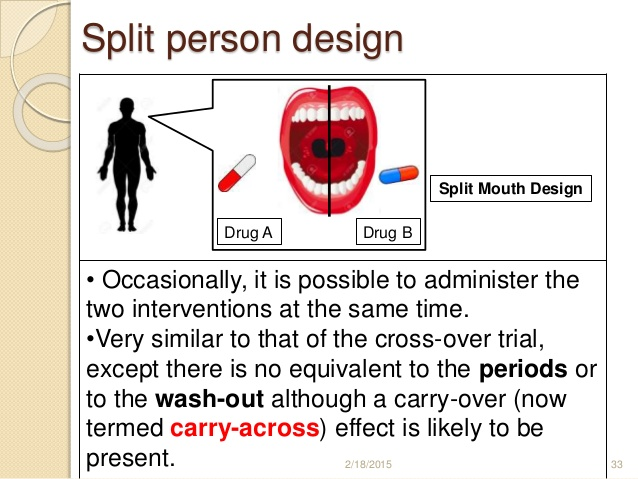 Split person design
Drug A
Drug B
Split Mouth Design
• Occasionally, it is possible to administer the
two interventions at the same time.
•Very similar to that of the cross-over trial,
except there is no equivalent to the periods or
to the wash-out although a carry-over (now
termed carry-across) effect is likely to be
present.
2/18/2015
33